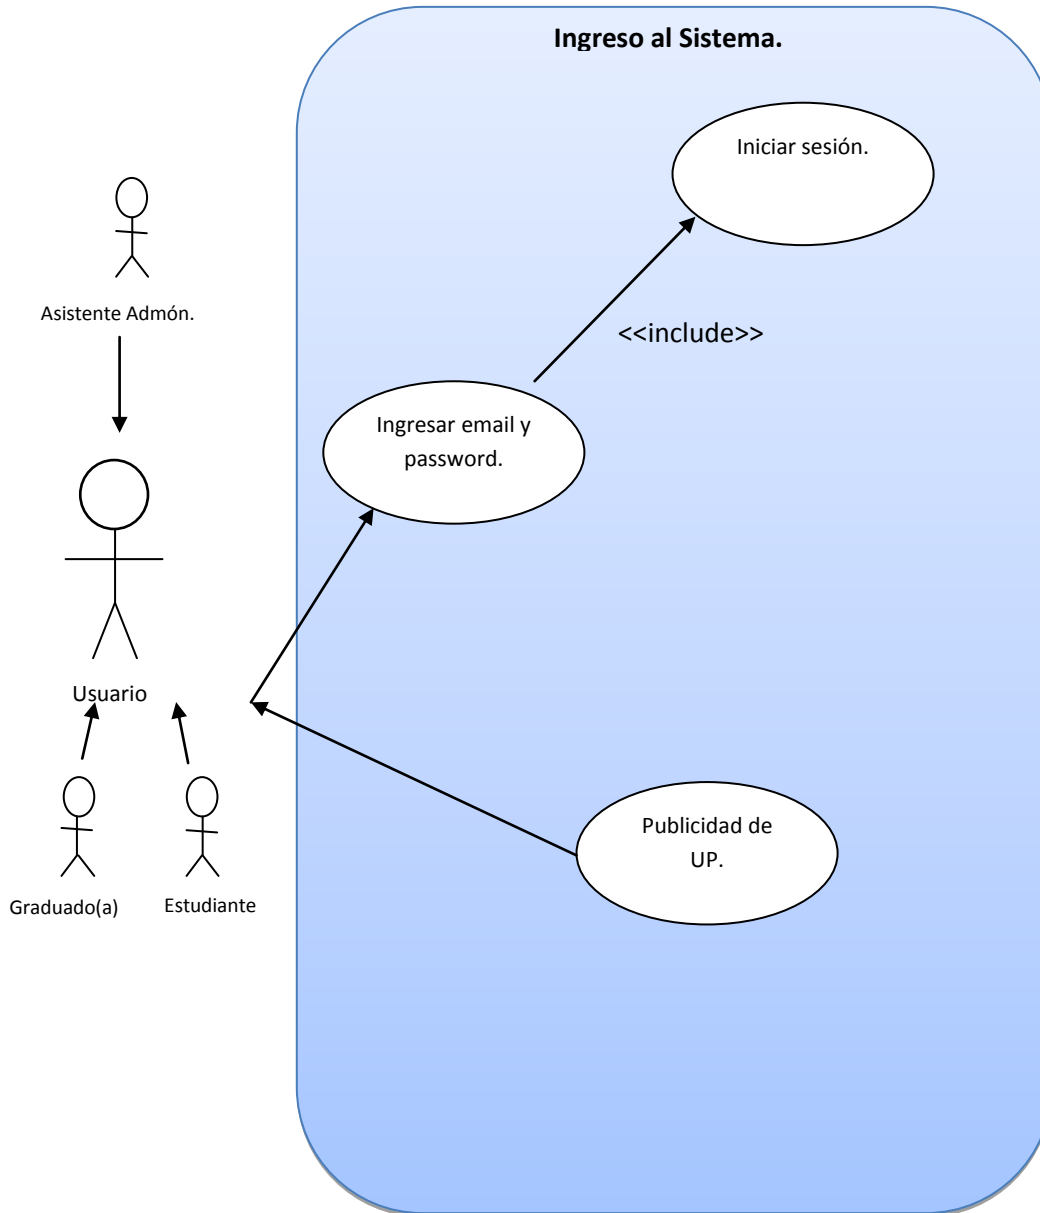 Ingreso al Sistema.
Iniciar sesión.
Asistente Admón.
<<include>>
Ingresar email y
password.
Usuario
Publicidad de
UP.
Graduado(a)
Estudiante